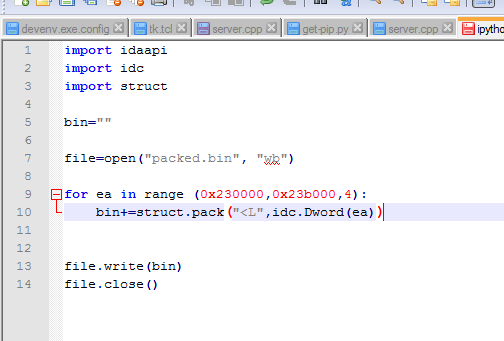 devenv.exe.config tk.tcl server.cpp get-pip.py server.cpp ipytho
1 import idaapi
2 import idc
3 import struct
4
5 bin=""
6
7 file=open("packed.bin", "wb")
8
9 for ea in range (0x230000,0x23b000,4):
10 bin+=struct.pack("<L",idc.Dword(ea))
11
12
13 file.write(bin)
14 file.close()